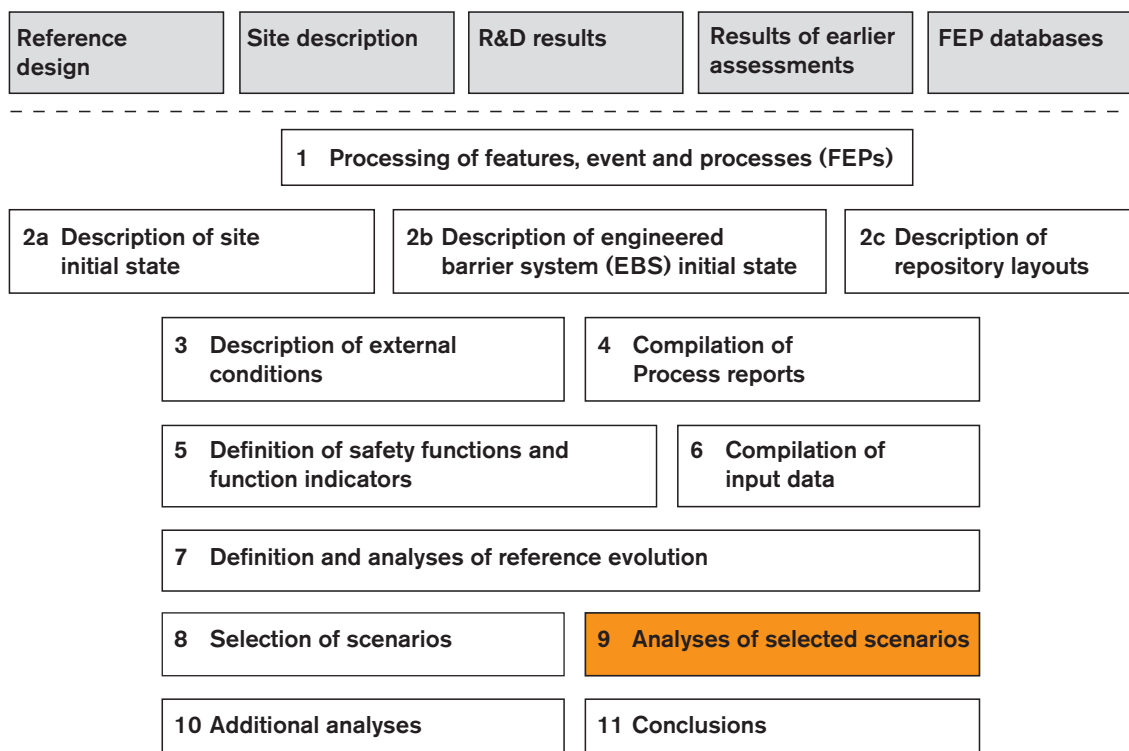 Reference
design
Site description
R&D results
Results of earlier
assessments
FEP databases
1 Processing of features, event and processes (FEPs)
2a Description of site
initial state
2b Description of engineered
barrier system (EBS) initial state
2c Description of
repository layouts
3 Description of external
conditions
4 Compilation of
Process reports
5 Definition of safety functions and
function indicators
6 Compilation of
input data
7 Definition and analyses of reference evolution
8 Selection of scenarios
9 Analyses of selected scenarios
10 Additional analyses
11 Conclusions